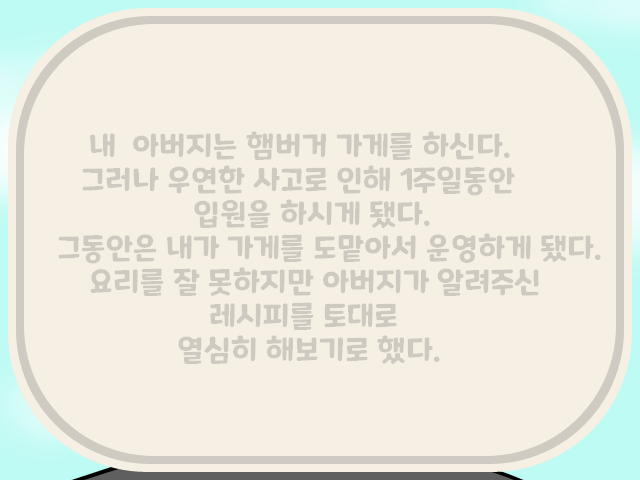 내 아버지는 햄버거 가게를 하신다.
그러나 우연한 사고로 인해 1주일동안
입원을 하시게 됐다.
그동안은 내가 가게를 도맡아서 운영하게 됐다.
요리를 잘 못하지만 아버지가 알려주신
레시피를 토대로
열심히 해보기로 했다.